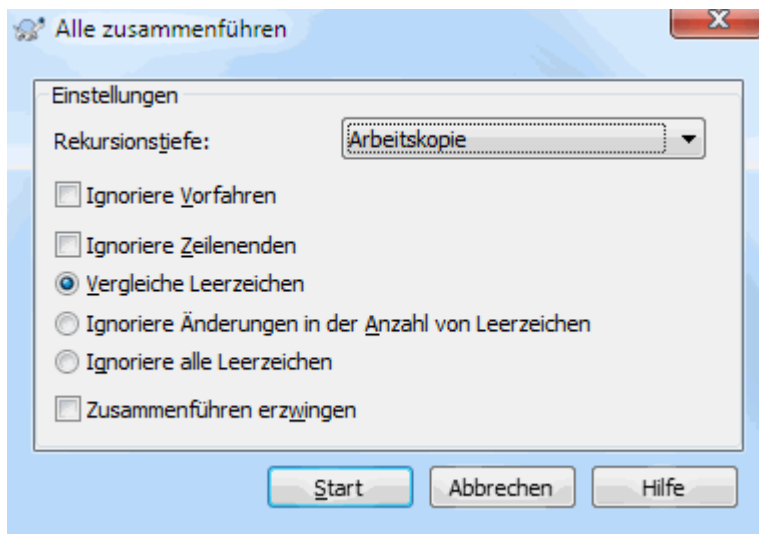 Alle zusammenführen
Einstellungen
Rekursionstiefe: Arbeitskopie
Ignoriere Vorfahren
Ignoriere Zeilenenden
Vergleiche Leerzeichen
Ignoriere Änderungen in der Anzahl von Leerzeichen
Ignoriere alle Leerzeichen
Zusammenführen erzwingen
Start Abbrechen Hilfe